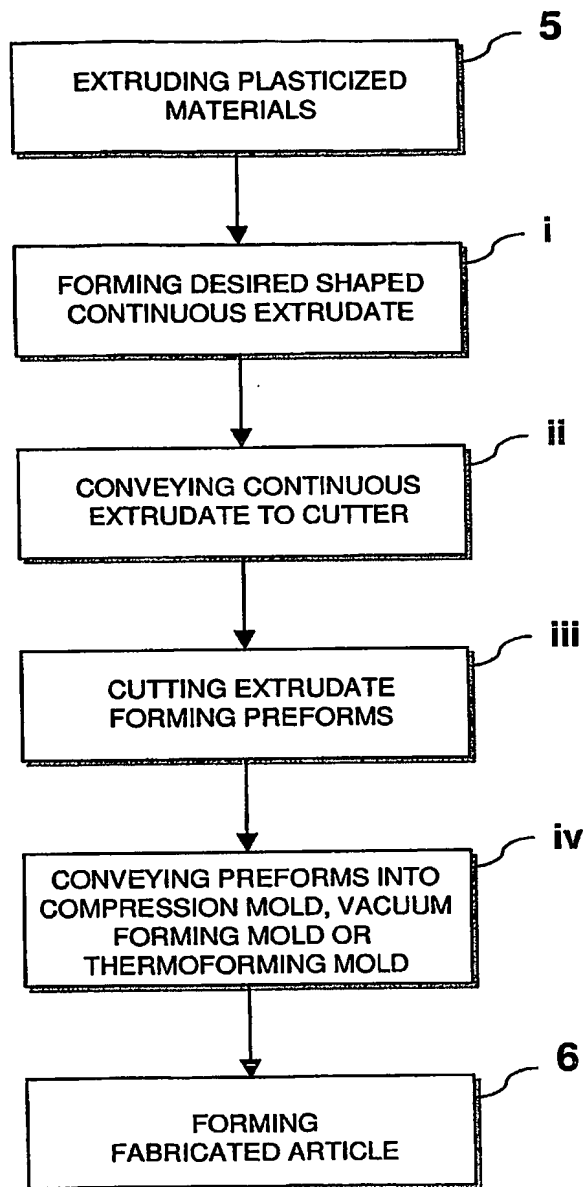 5
EXTRUDING PLASTICIZED
MATERIALS
i
FORMING DESIRED SHAPED
CONTINUOUS EXTRUDATE
ii
CONVEYING CONTINUOUS
EXTRUDATE TO CUTTER
iii
CUTTING EXTRUDATE
FORMING PREFORMS
iv
CONVEYING PREFORMS INTO
COMPRESSION MOLD, VACUUM
FORMING MOLD OR
THERMOFORMING MOLD
6
FORMING
FABRICATED ARTICLE